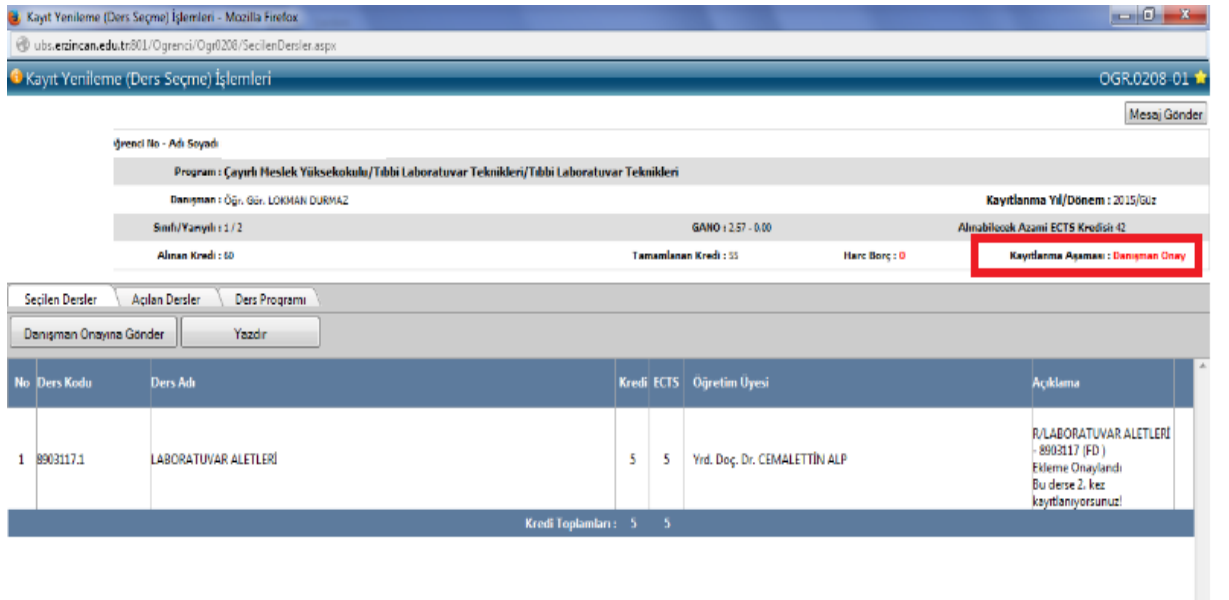 Kayıt Yenileme (Ders Seçme) İşlemleri - Mozilla Firefox
ubs.erzincan.edu.tr:801/Ogrenci/Ogr0208/SecilenDersler.aspx
Kayıt Yenileme (Ders Seçme) İşlemleri OGR.0208-01
Mesaj Gönder
ğrenci No - Adı Soyadı
Program : Çayırlı Meslek Yüksekokulu/Tıbbi Laboratuvar Teknikleri/Tıbbi Laboratuvar Teknikleri
Danışman : Öğr. Gör. LOKMAN DURMAZ Kayıtlanma Yıl/Dönem : 2015/Güz
Sınıfı/Yarıyılı : 1 / 2 GANO : 2.57 - 0.00 Alınabilecek Azami ECTS Kredisi: 42
Alınan Kredi : 60 Tamamlanan Kredi : 55 Harc Borç : 0 Kayıtlanma Aşaması : Danışman Onay
Seçilen Dersler Açılan Dersler Ders Programı
Danışman Onayına Gönder Yazdır
No Ders Kodu Ders Adı Kredi ECTS Öğretim Üyesi Açıklama
1 8903117.1 LABORATUVAR ALETLERİ 5 5 Yrd. Doç. Dr. CEMALETTİN ALP
R/LABORATUVAR ALETLERİ
- 8903117 (FD )
Ekleme Onaylandı
Bu derse 2. kez
kayıtlanıyorsunuz!
Kredi Toplamları : 5 5